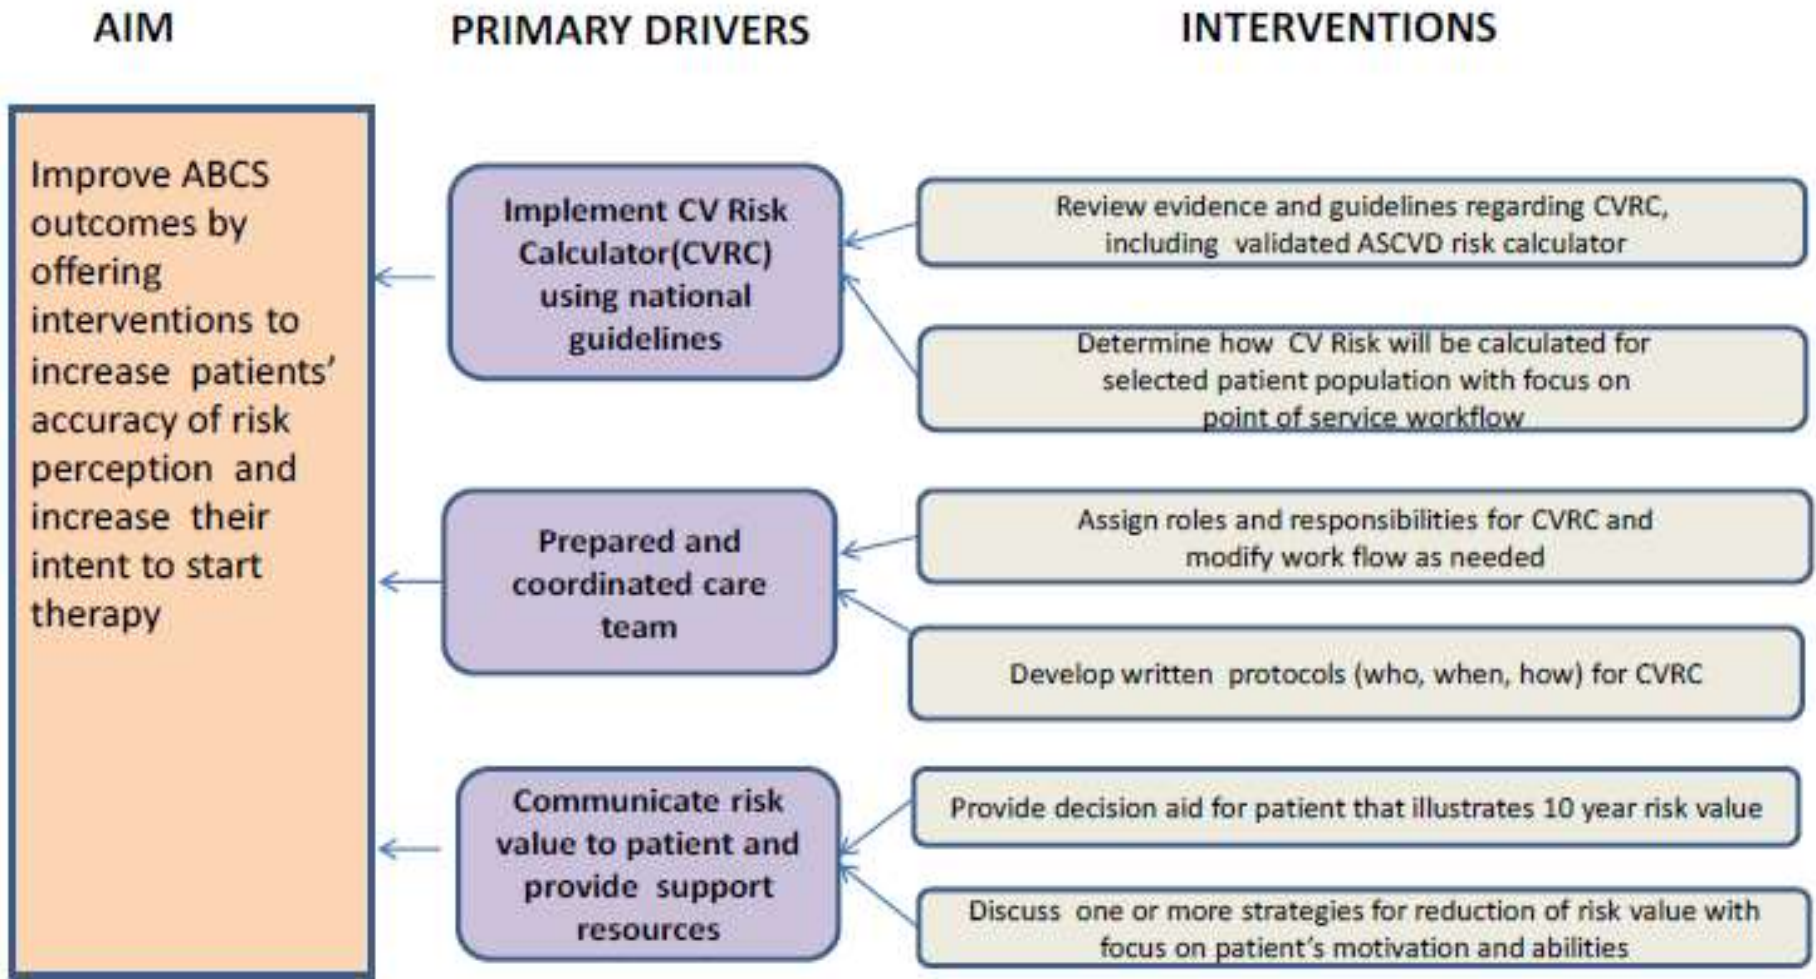 AIM
PRIMARY DRIVERS
INTERVENTIONS
Improve ABCS
outcomes by
offering
interventions to
increase patients’
accuracy of risk
perception and
increase their
intent to start
therapy
Implement CV Risk
Calculator(CVRC)
using national
guidelines
Review evidence and guidelines regarding CVRC,
including validated ASCVD risk calculator
Determine how CV Risk will be calculated for
selected patient population with focus on
point of service workflow
Prepared and
coordinated care
team
Assign roles and responsibilities for CVRC and
modify work flow as needed
Develop written protocols (who, when, how) for CVRC
Communicate risk
value to patient and
provide support
resources
Provide decision aid for patient that illustrates 10 year risk value
Discuss one or more strategies for reduction of risk value with
focus on patient’s motivation and abilities